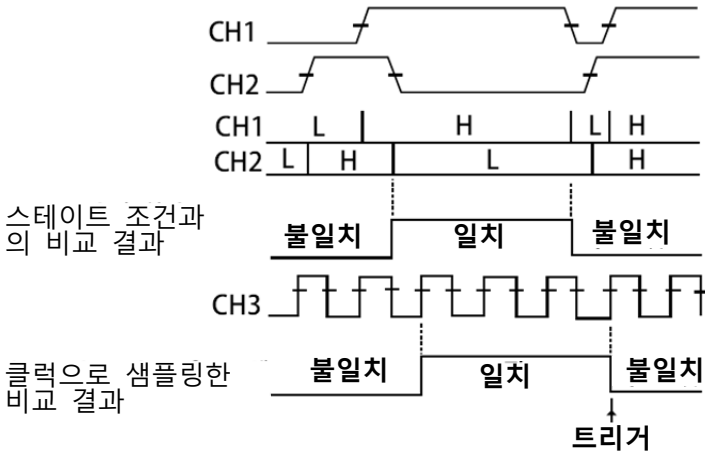 CH1
CH2
CH1 L H L H
CH2 L H L H
스테이트 조건과
의 비교 결과
불일치 일치 불일치
CH3
클럭으로 샘플링한
비교 결과
불일치 일치 불일치
트리거